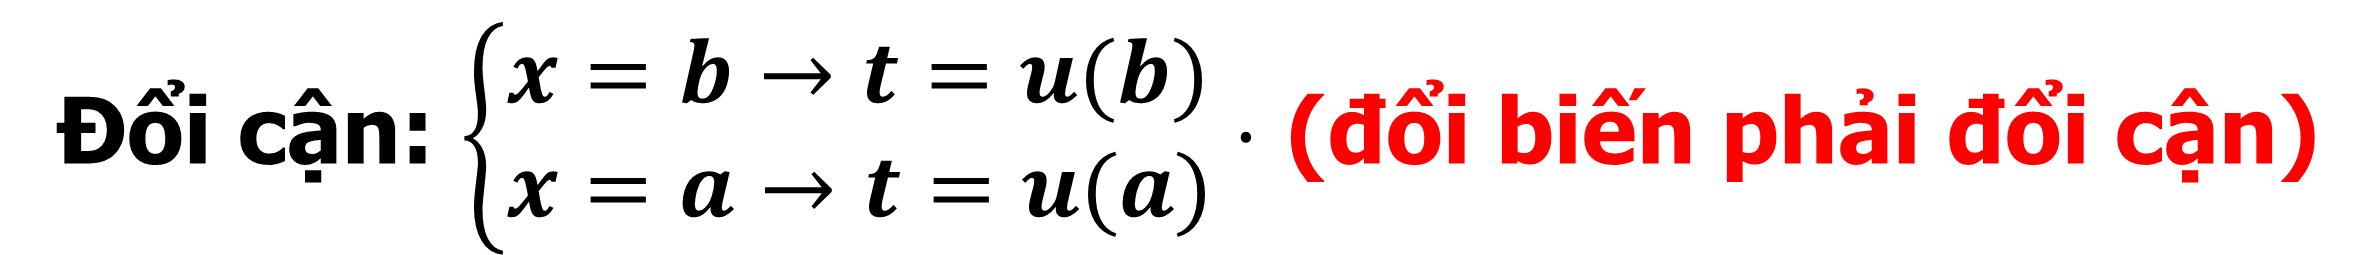 Đổi cận: { x = b → t = u(b)
x = a → t = u(a) . (đổi biến phải đổi cận)